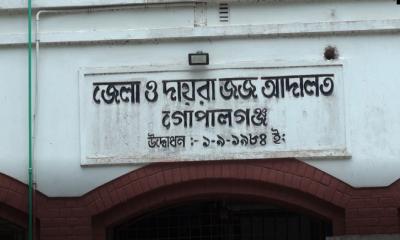 জেলা ও দায়রা জজ আদালত
গোপালগঞ্জ
উদ্বোধন :- ১-৯-১৯৮৪ ইং